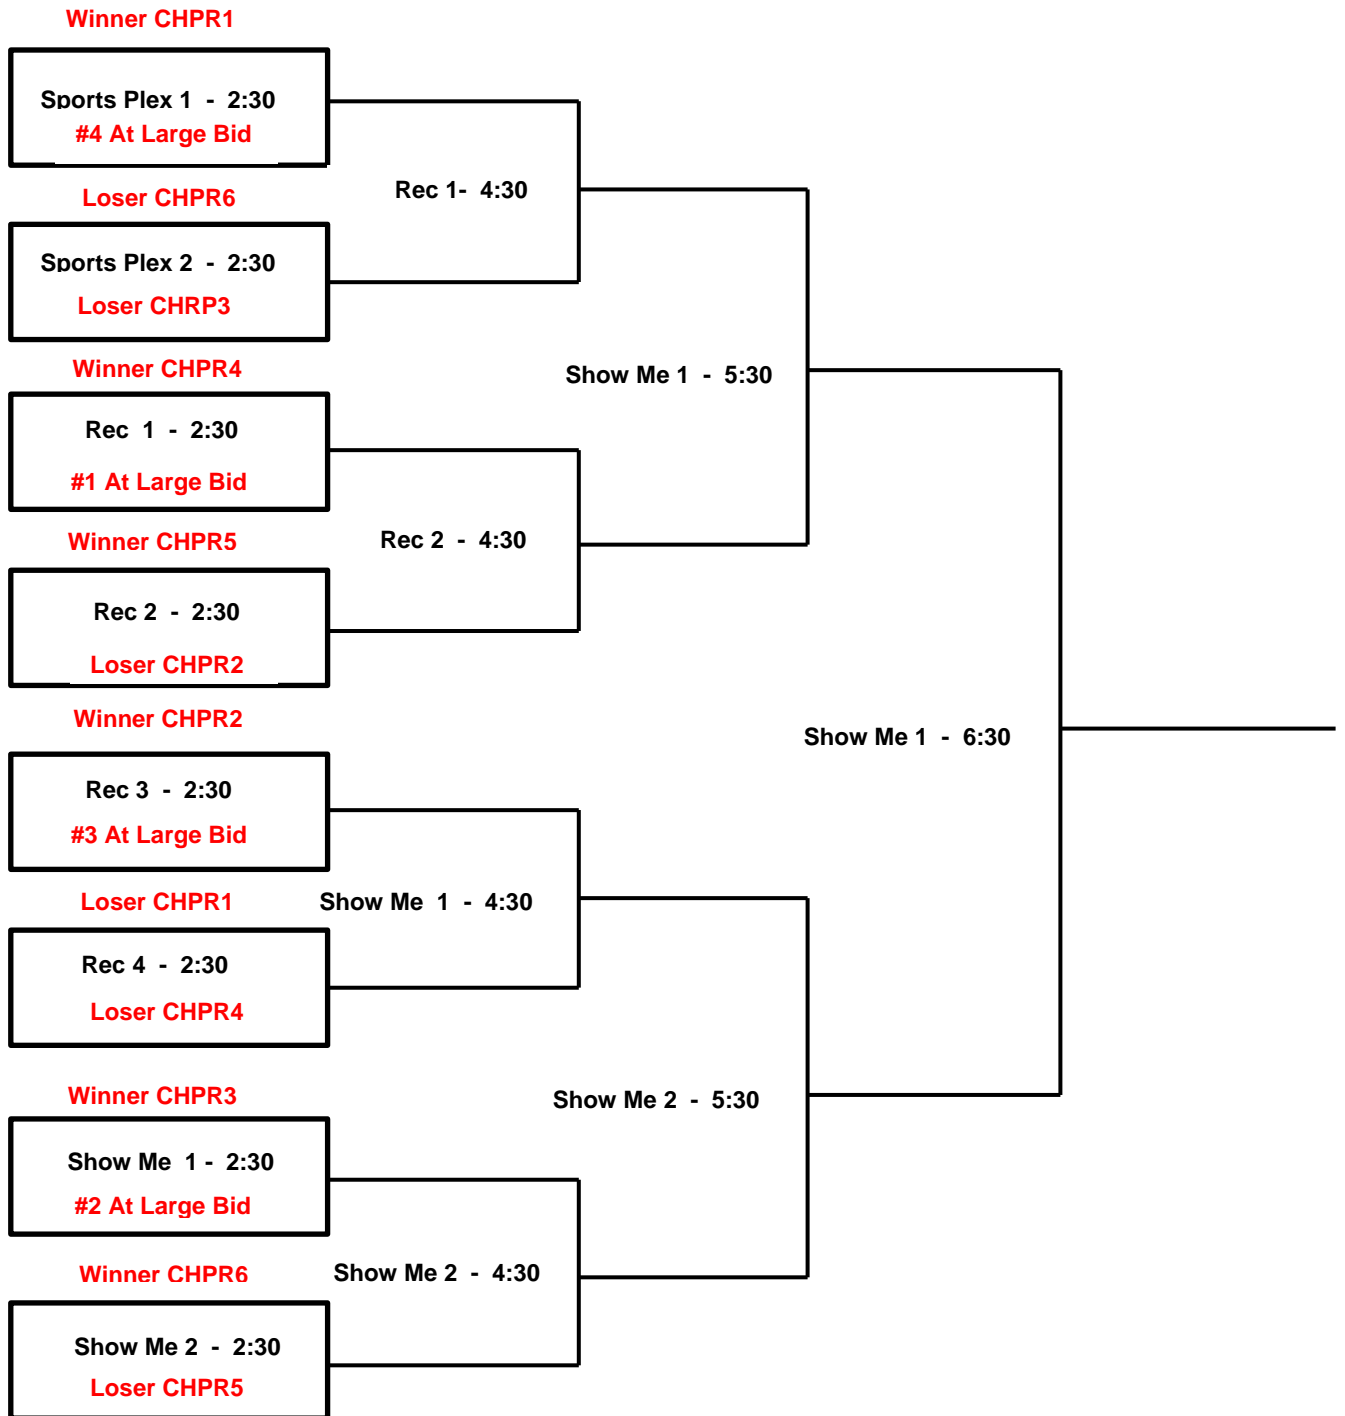 Winner CHPR1
Sports Plex 1 - 2:30
#4 At Large Bid
Rec 1- 4:30
Loser CHPR6
Sports Plex 2 - 2:30
Loser CHRP3
Winner CHPR4
Show Me 1 - 5:30
Rec 1 - 2:30
#1 At Large Bid
Winner CHPR5
Rec 2 - 4:30
Rec 2 - 2:30
Loser CHPR2
Winner CHPR2
Show Me 1 - 6:30
Rec 3 - 2:30
#3 At Large Bid
Loser CHPR1
Show Me 1 - 4:30
Rec 4 - 2:30
Loser CHPR4
Winner CHPR3
Show Me 2 - 5:30
Show Me 1 - 2:30
#2 At Large Bid
Winner CHPR6
Show Me 2 - 4:30
Show Me 2 - 2:30
Loser CHPR5